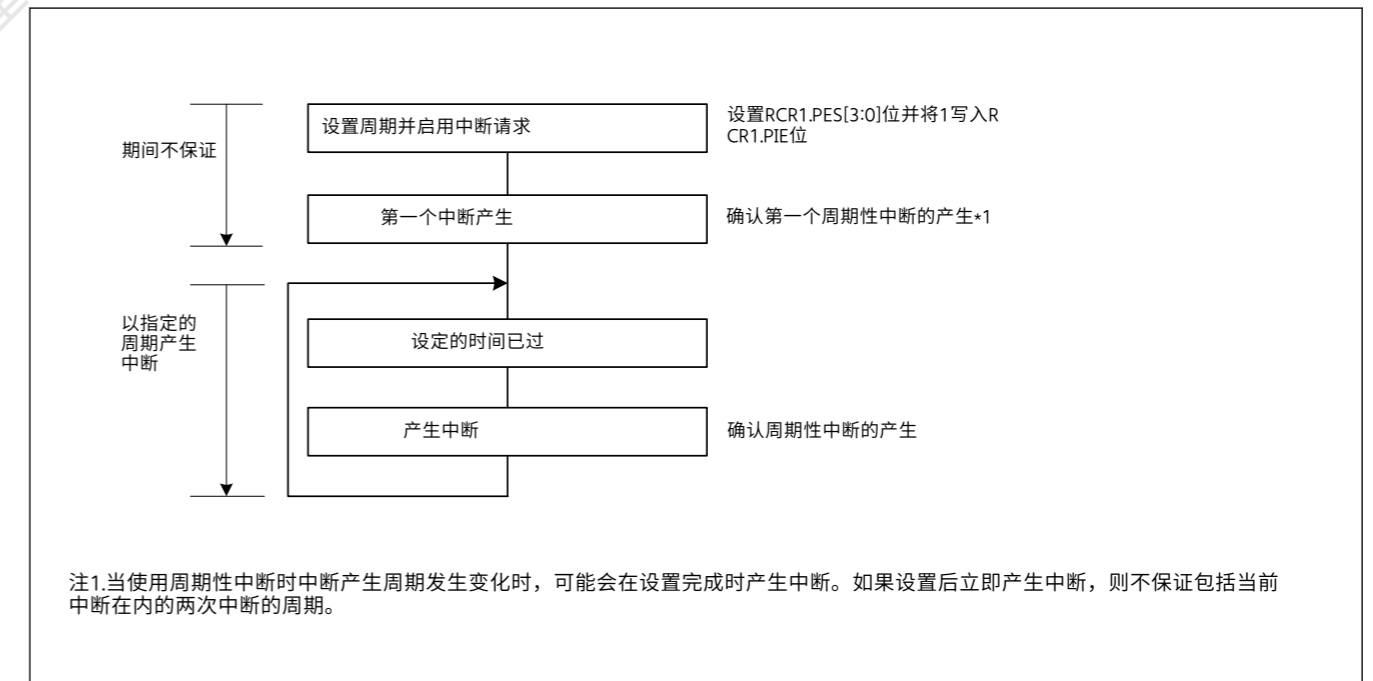 设置周期并启用中断请求
设置RCR1.PES[3:0]位并将1写入R
CR1.PIE位
期间不保证
第一个中断产生
确认第一个周期性中断的产生*1
以指定的
周期产生
中断
设定的时间已过
产生中断
确认周期性中断的产生
注1.当使用周期性中断时中断产生周期发生变化时，可能会在设置完成时产生中断。如果设置后立即产生中断，则不保证包括当前
中断在内的两次中断的周期。